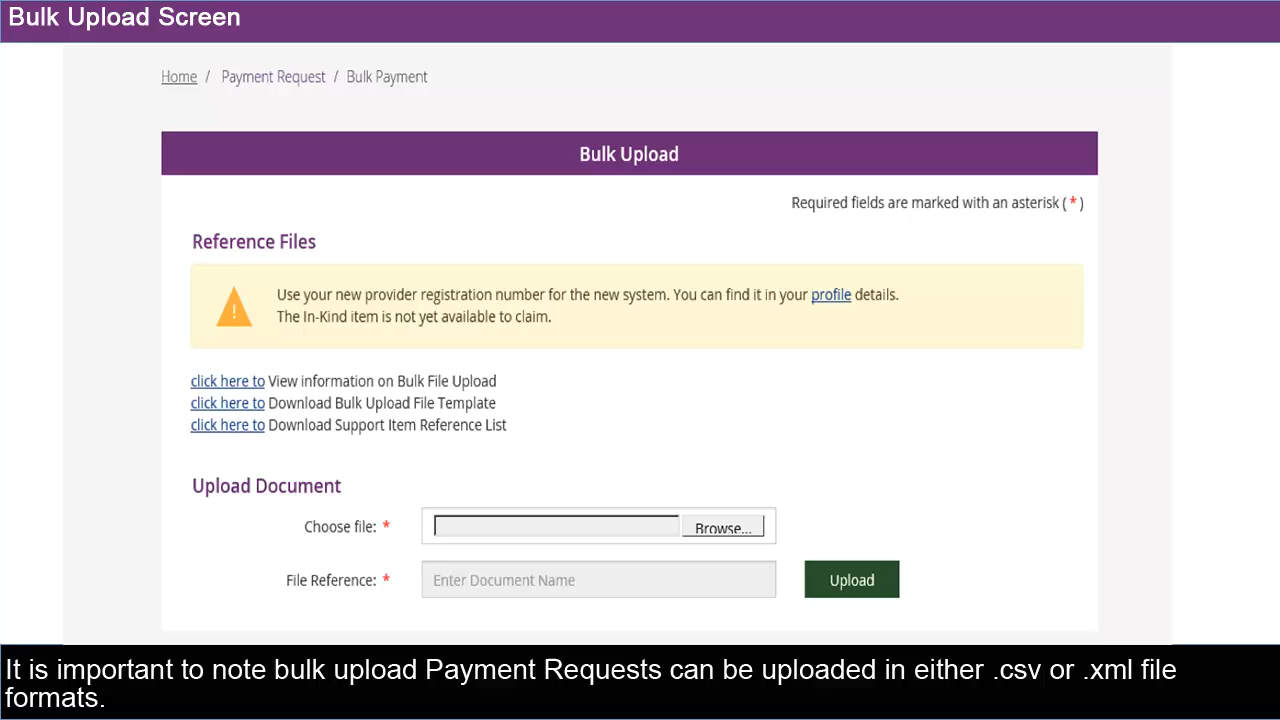 Bulk Upload Screen
Home / Payment Request / Bulk Payment
Bulk Upload
Required fields are marked with an asterisk ( * )
Reference Files
Use your new provider registration number for the new system. You can find it in your profile details.
The In-Kind item is not yet available to claim.
click here to View information on Bulk File Upload
click here to Download Bulk Upload File Template
click here to Download Support Item Reference List
Upload Document
Choose file: * Browse...
File Reference: * Enter Document Name Upload
It is important to note bulk upload Payment Requests can be uploaded in either .csv or .xml file
formats.